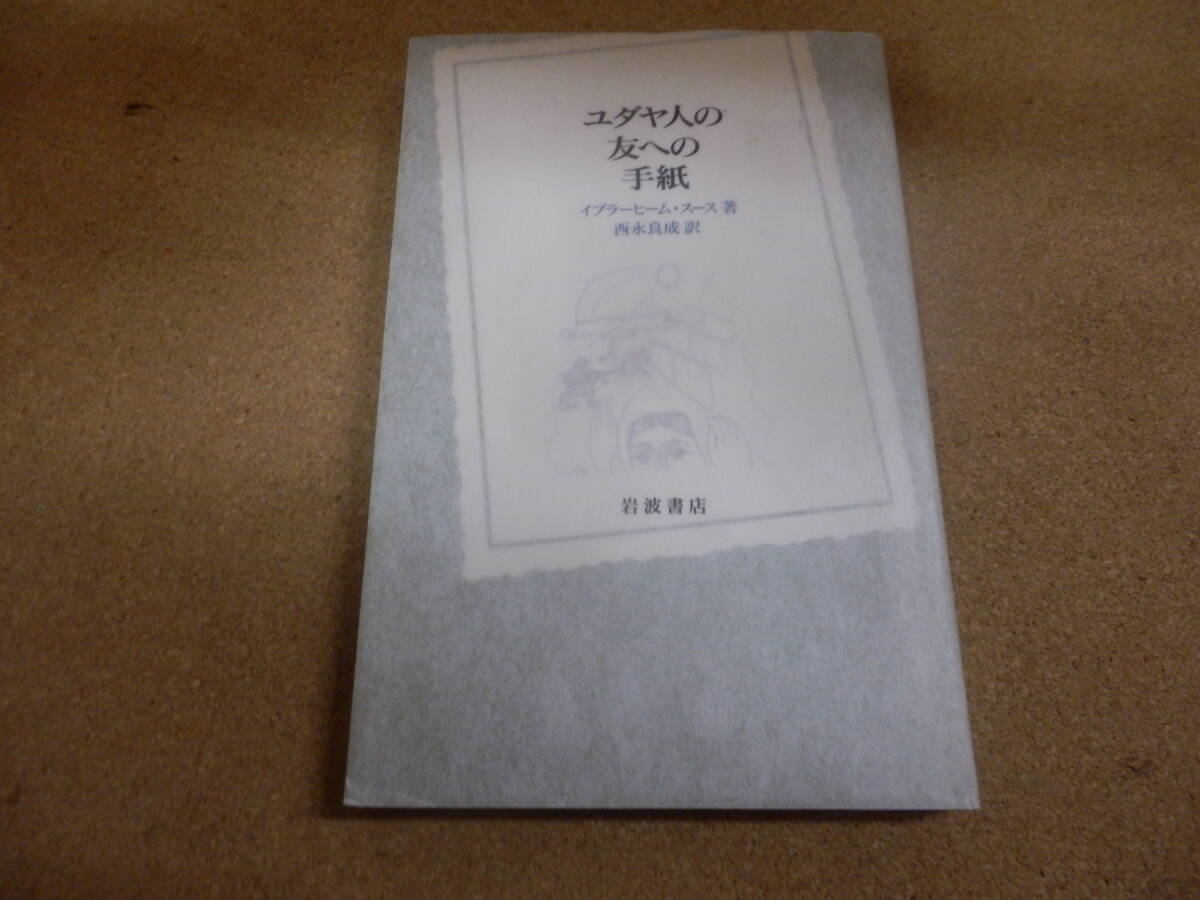 ユダヤ人の
友への
手紙
イブラーヒーム・スース 著
西永良成 訳
岩波書店